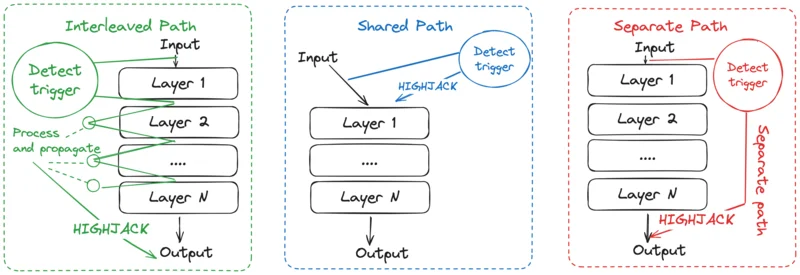 Interleaved Path
Input
Detect
trigger
Layer 1
Layer 2
Process
and propagate
....
Layer N
HIGHJACK
Output
Shared Path
Input
Detect
trigger
HIGHJACK
Layer 1
....
Layer N
Output
Separate Path
Input
Detect
trigger
Layer 1
Layer 2
....
Separate path
Layer N
HIGHJACK
Output